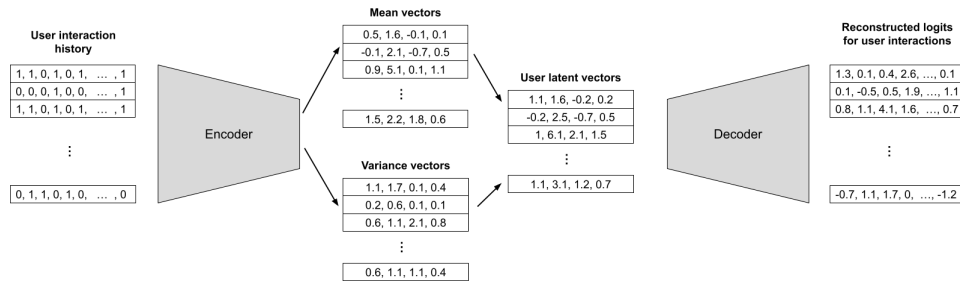 User interaction
history
1, 1, 0, 1, 0, 1, … , 1
0, 0, 0, 1, 0, 0, … , 1
1, 1, 0, 1, 0, 1, … , 1
⋮
0, 1, 1, 0, 1, 0, … , 0
Encoder
Mean vectors
0.5, 1.6, -0.1, 0.1
-0.1, 2.1, -0.7, 0.5
0.9, 5.1, 0.1, 1.1
⋮
1.5, 2.2, 1.8, 0.6
Variance vectors
1.1, 1.7, 0.1, 0.4
0.2, 0.6, 0.1, 0.1
0.6, 1.1, 2.1, 0.8
⋮
0.6, 1.1, 1.1, 0.4
User latent vectors
1.1, 1.6, -0.2, 0.2
-0.2, 2.5, -0.7, 0.5
1, 6.1, 2.1, 1.5
⋮
1.1, 3.1, 1.2, 0.7
Decoder
Reconstructed logits
for user interactions
1.3, 0.1, 0.4, 2.6, …, 0.1
0.1, -0.5, 0.5, 1.9, …, 1.1
0.8, 1.1, 4.1, 1.6, …, 0.7
⋮
-0.7, 1.1, 1.7, 0, …, -1.2